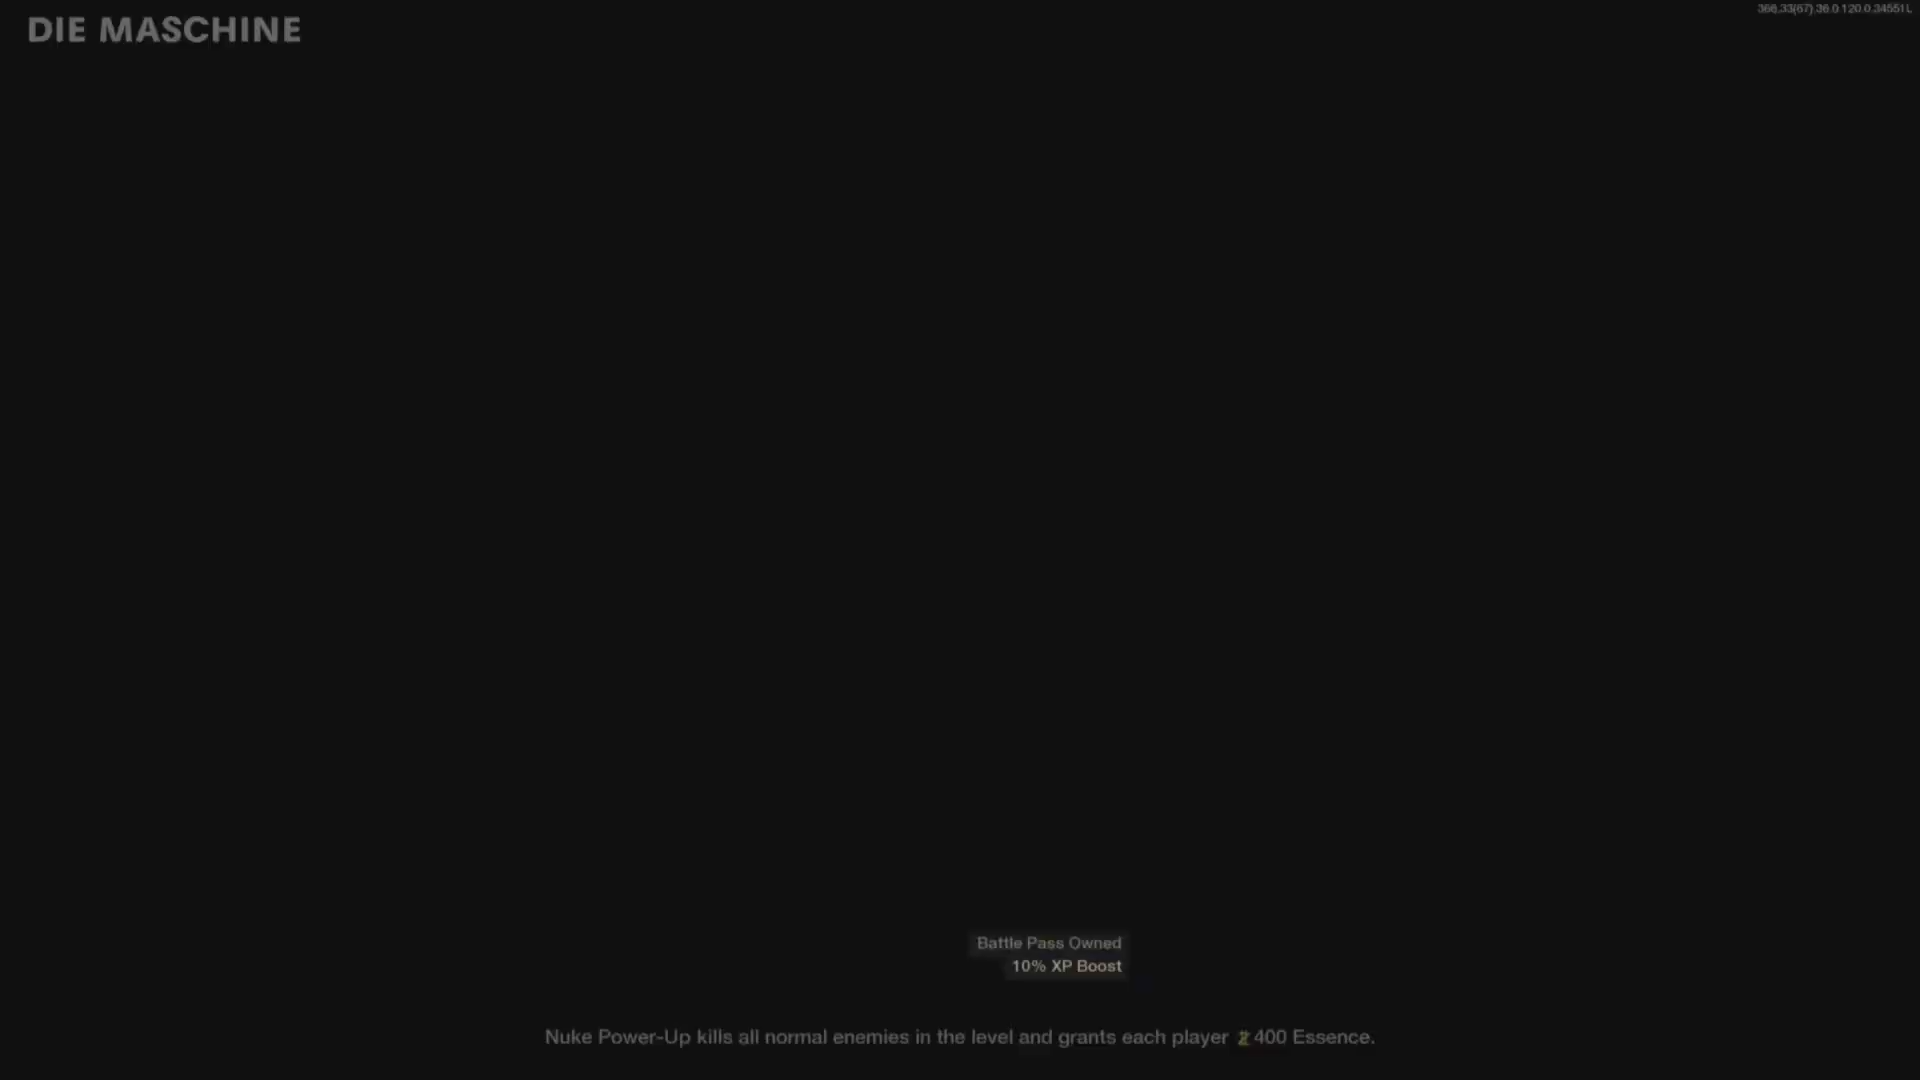 DIE MASCHINE
Battle Pass Owned
10% XP Boost
Nuke Power-Up kills all normal enemies in the level and grants each player 400 Essence.